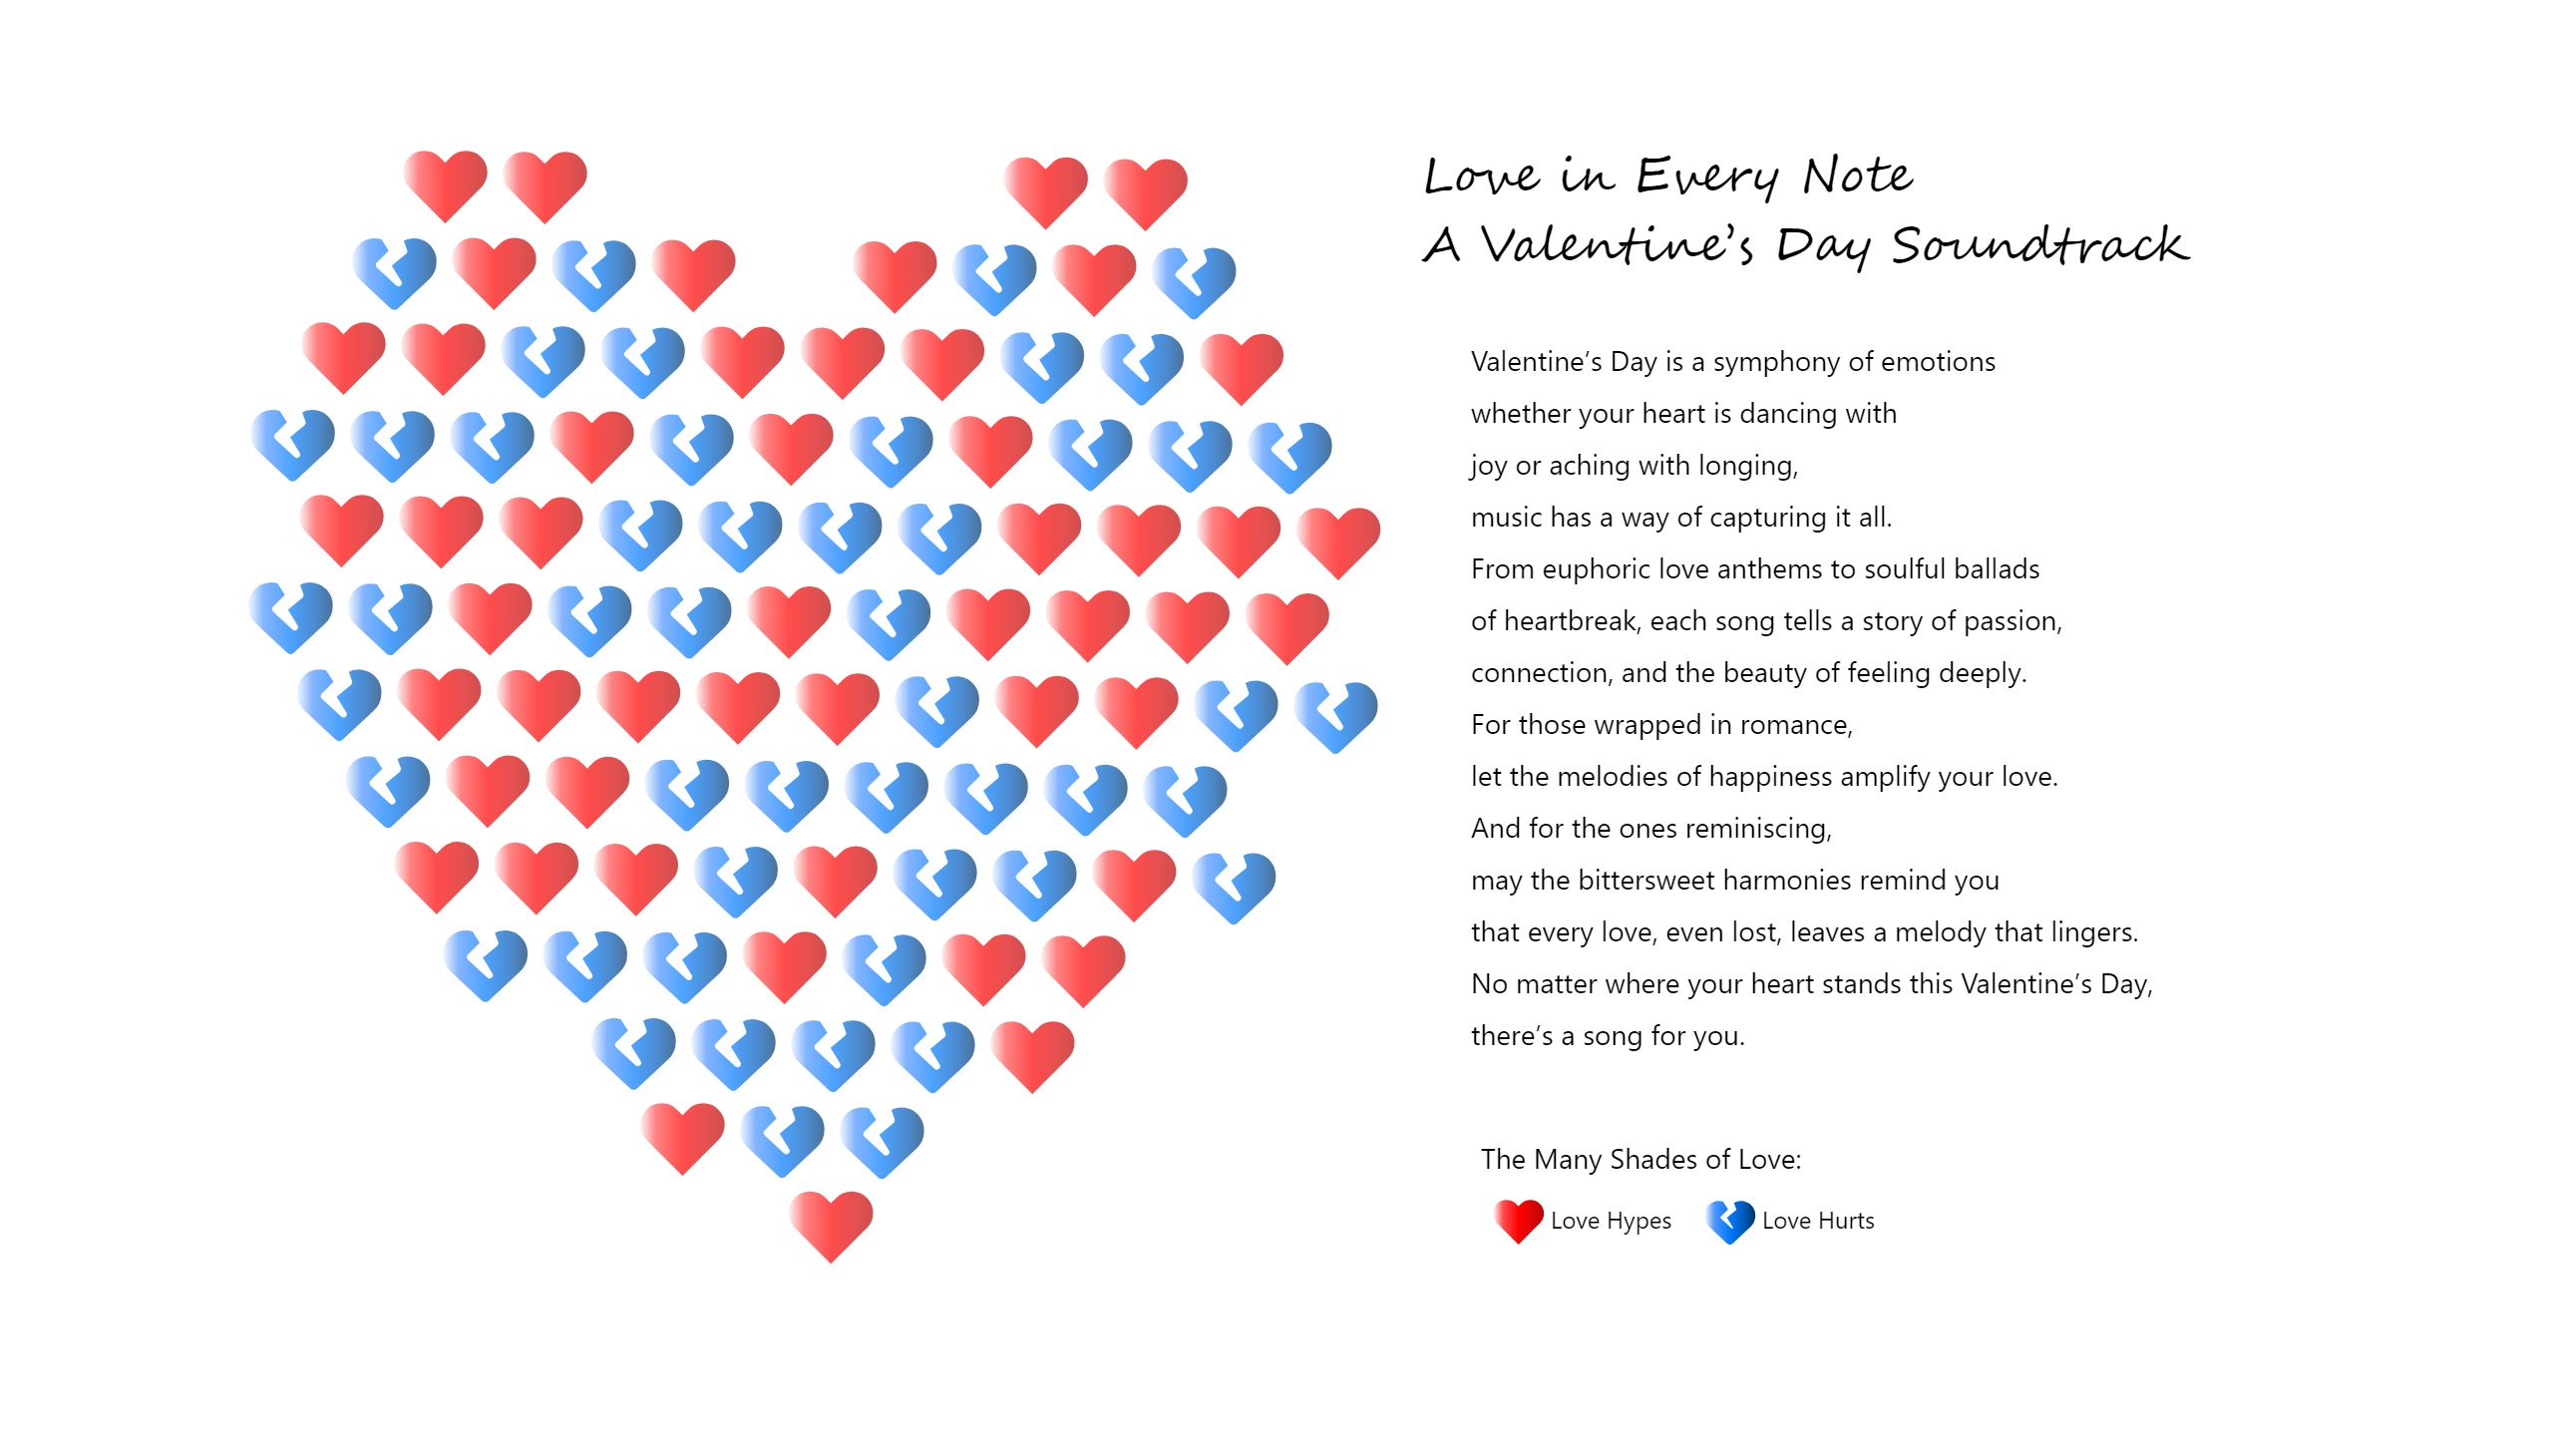 Love in Every Note
A Valentine’s Day Soundtrack
Valentine’s Day is a symphony of emotions
whether your heart is dancing with
joy or aching with longing,
music has a way of capturing it all.
From euphoric love anthems to soulful ballads
of heartbreak, each song tells a story of passion,
connection, and the beauty of feeling deeply.
For those wrapped in romance,
let the melodies of happiness amplify your love.
And for the ones reminiscing,
may the bittersweet harmonies remind you
that every love, even lost, leaves a melody that lingers.
No matter where your heart stands this Valentine’s Day,
there’s a song for you.
The Many Shades of Love:
Love Hypes Love Hurts